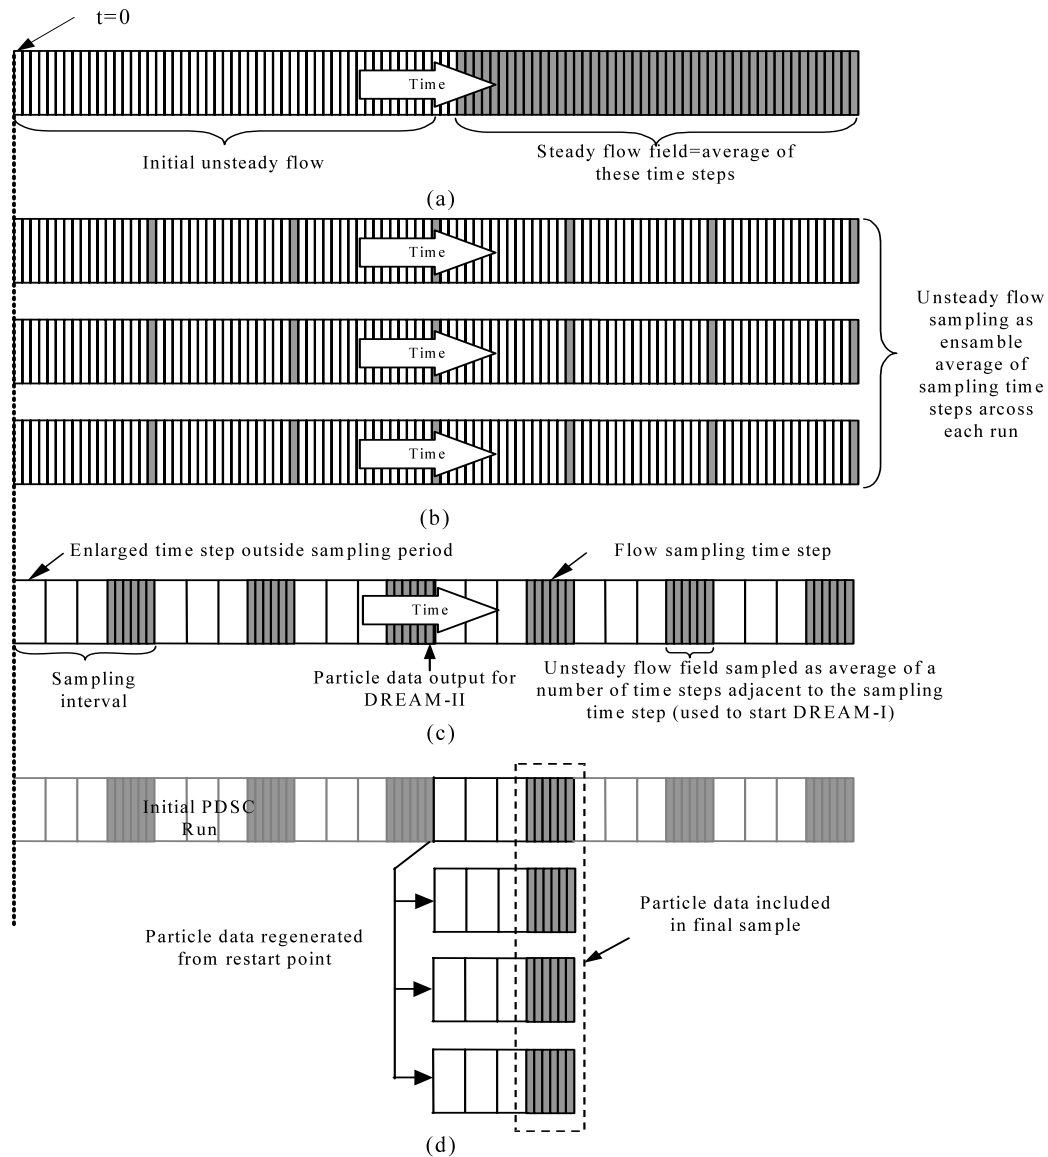 t=0
Time
Initial unsteady flow
Steady flow field=average of
these time steps
(a)
Time
Time
Time
Unsteady flow
sampling as
ensamble
average of
sampling time
steps arcoss
each run
(b)
Enlarged time step outside sampling period
Flow sampling time step
Time
Sampling
interval
Particle data output for
DREAM-II
Unsteady flow field sampled as average of a
number of time steps adjacent to the sampling
time step (used to start DREAM-I)
(c)
Initial PDSC
Run
Particle data regenerated
from restart point
Particle data included
in final sample
(d)